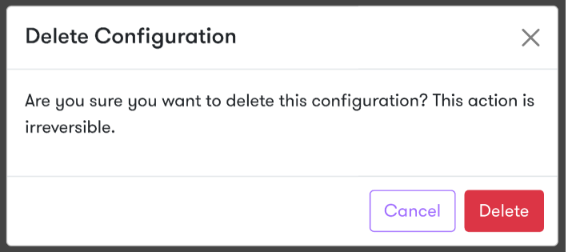 Delete Configuration
Are you sure you want to delete this configuration? This action is
irreversible.
Cancel Delete